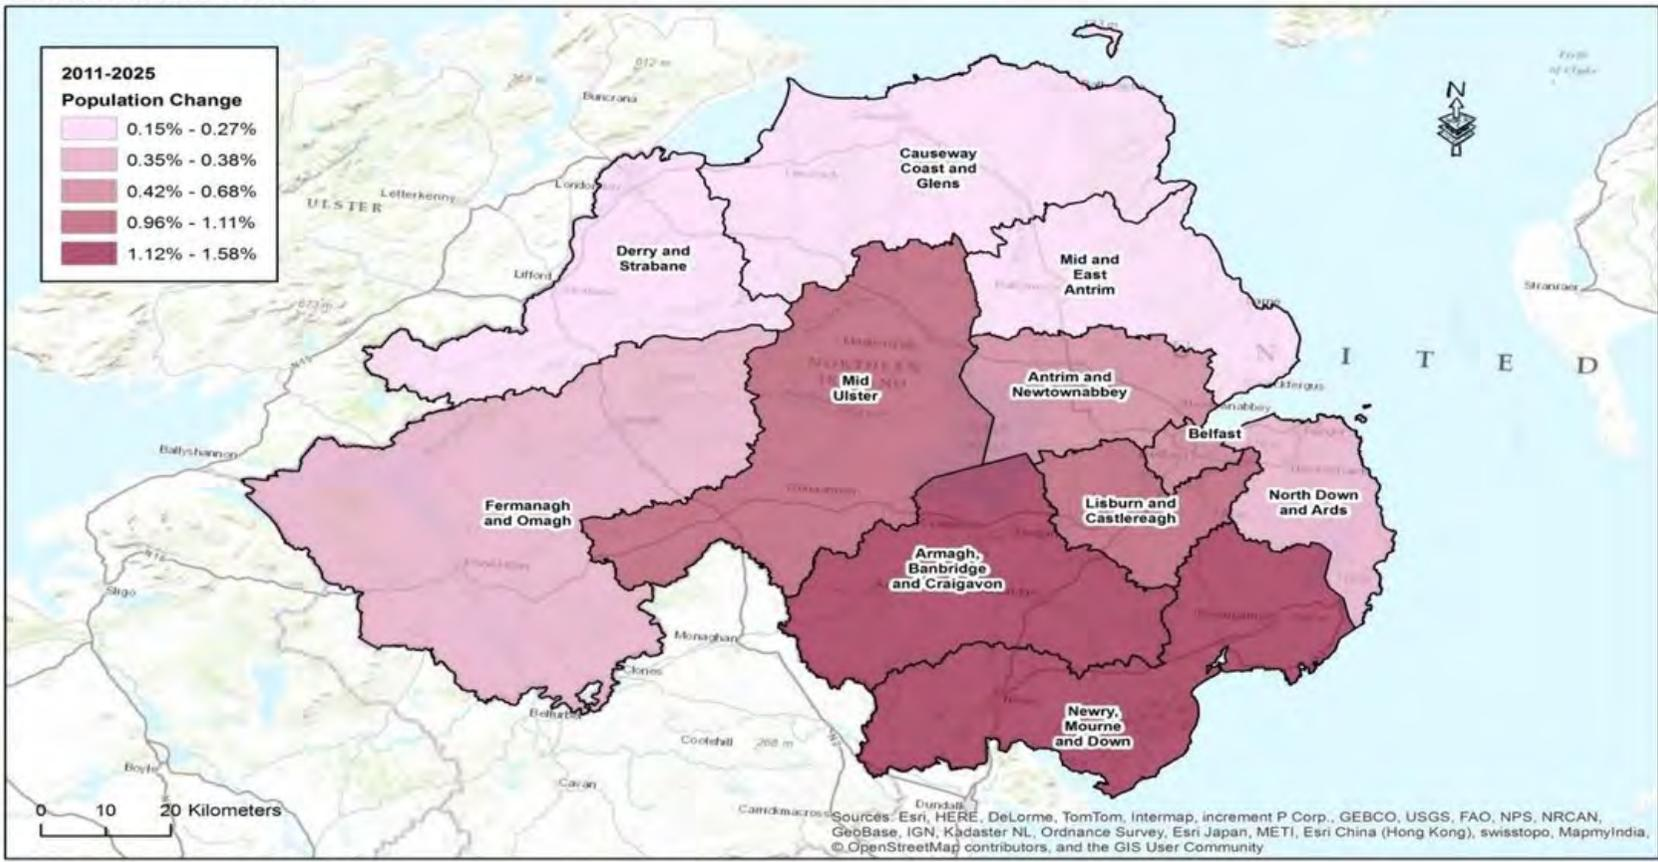 2011-2025
Population Change
0.15% - 0.27%
0.35% - 0.38%
0.42% - 0.68%
0.96% - 1.11%
1.12% - 1.58%
612 m
Buncrana
N
Causeway
Coast and
Glens
Letterkenny
ULSTER
Derry and
Strabane
Lifford
Mid and
East
Antrim
Stranraer
N I T E D
Mid
Ulster
Antrim and
Newtownabbey
Belfast
Ballyshannon
Fermanagh
and Omagh
Lisburn and
Castlereagh
North Down
and Ards
Armagh,
Banbridge
and Craigavon
Sligo
Monaghan
Clones
Newry,
Mourne
and Down
Cootehill
268 m
Boyle
Cavan
0 10 20 Kilometers
Carrickmacross
Dundalk
Sources: Esri, HERE, DeLorme, TomTom, Intermap, increment P Corp., GEBCO, USGS, FAO, NPS, NRCAN,
GeoBase, IGN, Kadaster NL, Ordnance Survey, Esri Japan, METI, Esri China (Hong Kong), swisstopo, MapmyIndia,
© OpenStreetMap contributors, and the GIS User Community